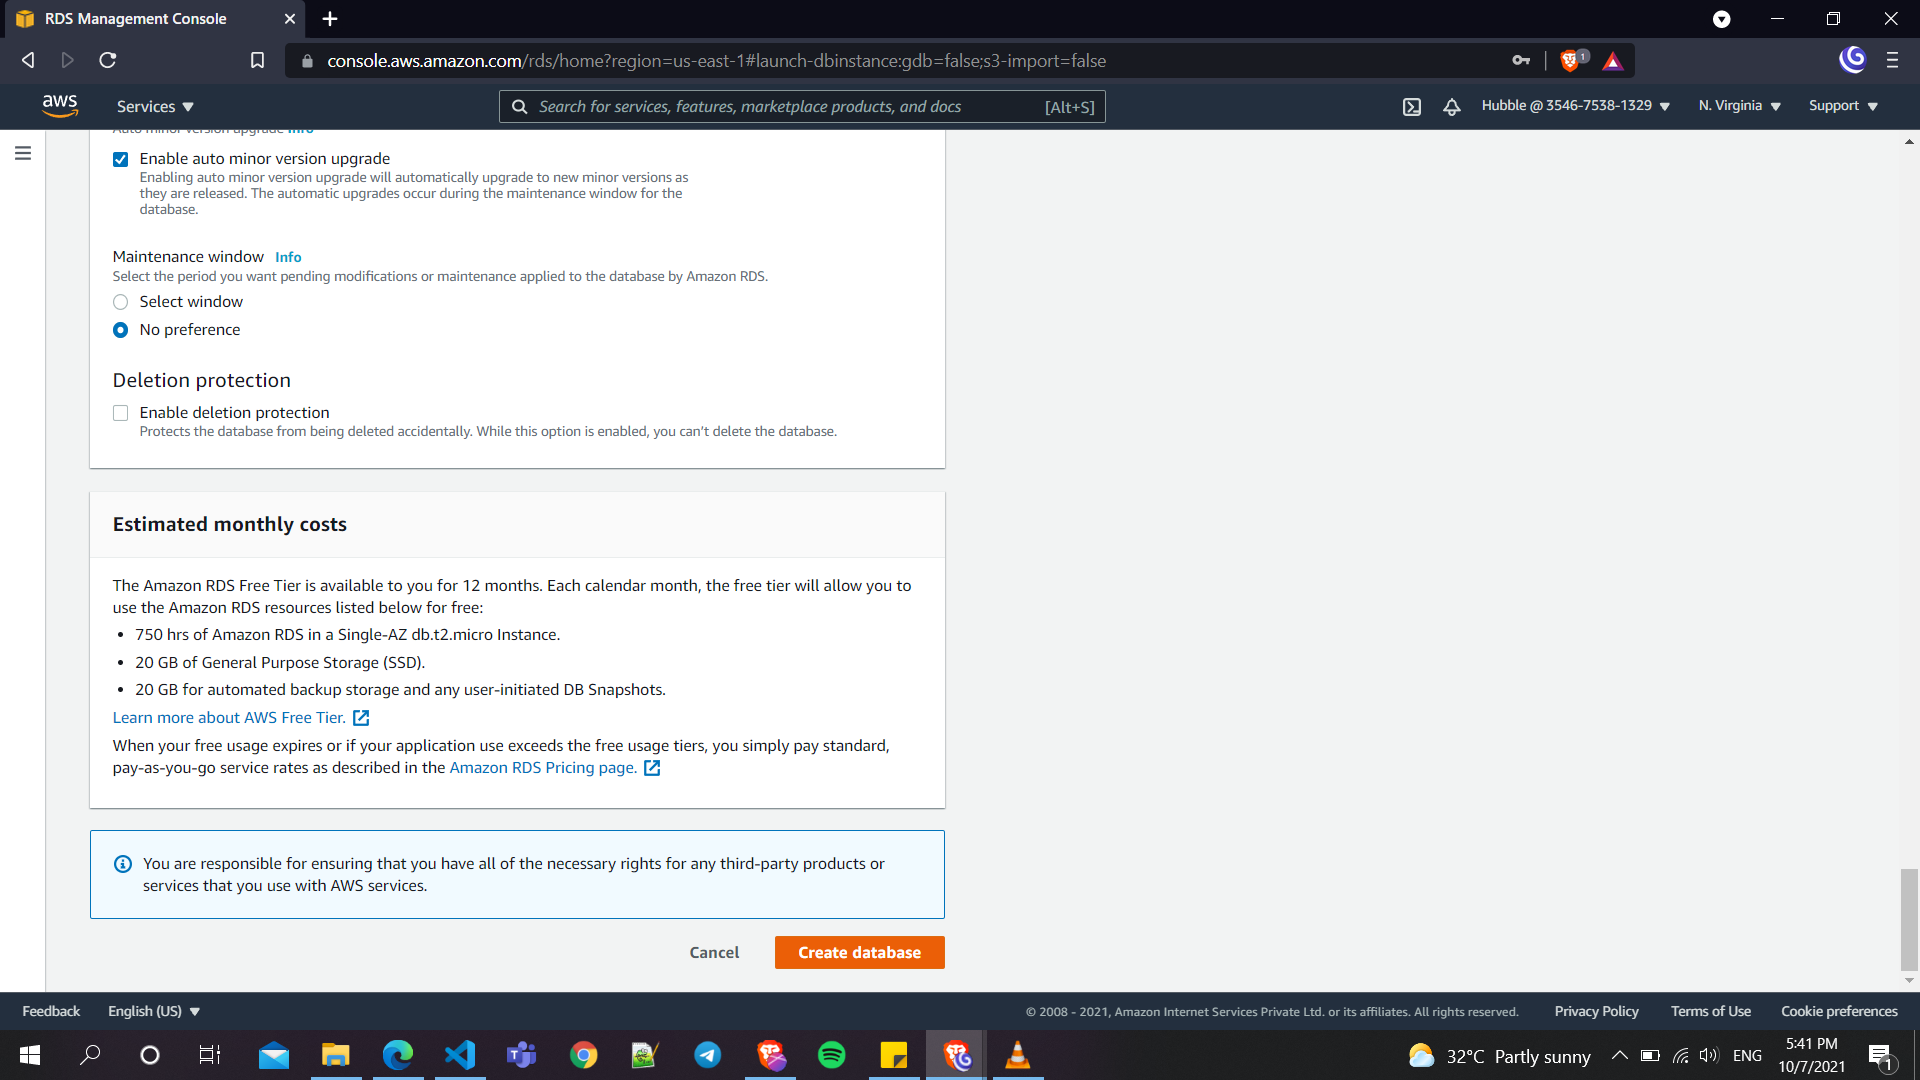 RDS Management Console
console.aws.amazon.com/rds/home?region=us-east-1#launch-dbinstance:gdb=false;s3-import=false
1
aws
Services
Search for services, features, marketplace products, and docs
[Alt+S]
Hubble @ 3546-7538-1329
N. Virginia
Support
Auto minor version upgrade Info
Enable auto minor version upgrade
Enabling auto minor version upgrade will automatically upgrade to new minor versions as
they are released. The automatic upgrades occur during the maintenance window for the
database.
Maintenance window Info
Select the period you want pending modifications or maintenance applied to the database by Amazon RDS.
Select window
No preference
Deletion protection
Enable deletion protection
Protects the database from being deleted accidentally. While this option is enabled, you can’t delete the database.
Estimated monthly costs
The Amazon RDS Free Tier is available to you for 12 months. Each calendar month, the free tier will allow you to
use the Amazon RDS resources listed below for free:
• 750 hrs of Amazon RDS in a Single-AZ db.t2.micro Instance.
• 20 GB of General Purpose Storage (SSD).
• 20 GB for automated backup storage and any user-initiated DB Snapshots.
Learn more about AWS Free Tier.
When your free usage expires or if your application use exceeds the free usage tiers, you simply pay standard,
pay-as-you-go service rates as described in the Amazon RDS Pricing page.
You are responsible for ensuring that you have all of the necessary rights for any third-party products or
services that you use with AWS services.
Cancel
Create database
Feedback
English (US)
© 2008 - 2021, Amazon Internet Services Private Ltd. or its affiliates. All rights reserved.
Privacy Policy
Terms of Use
Cookie preferences
32°C Partly sunny
ENG
5:41 PM
10/7/2021
1